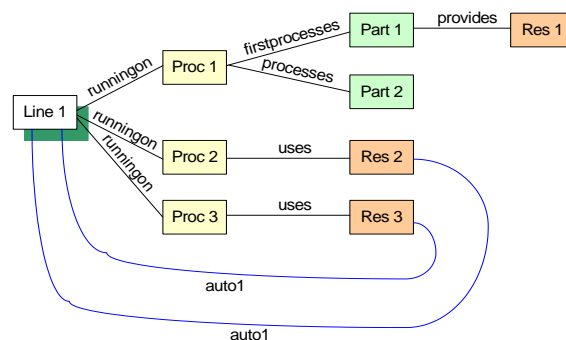 Line 1
runningon
runningon
runningon
Proc 1
Proc 2
Proc 3
firstprocesses
processes
uses
uses
Part 1
Part 2
Res 2
Res 3
provides
Res 1
auto1
auto1